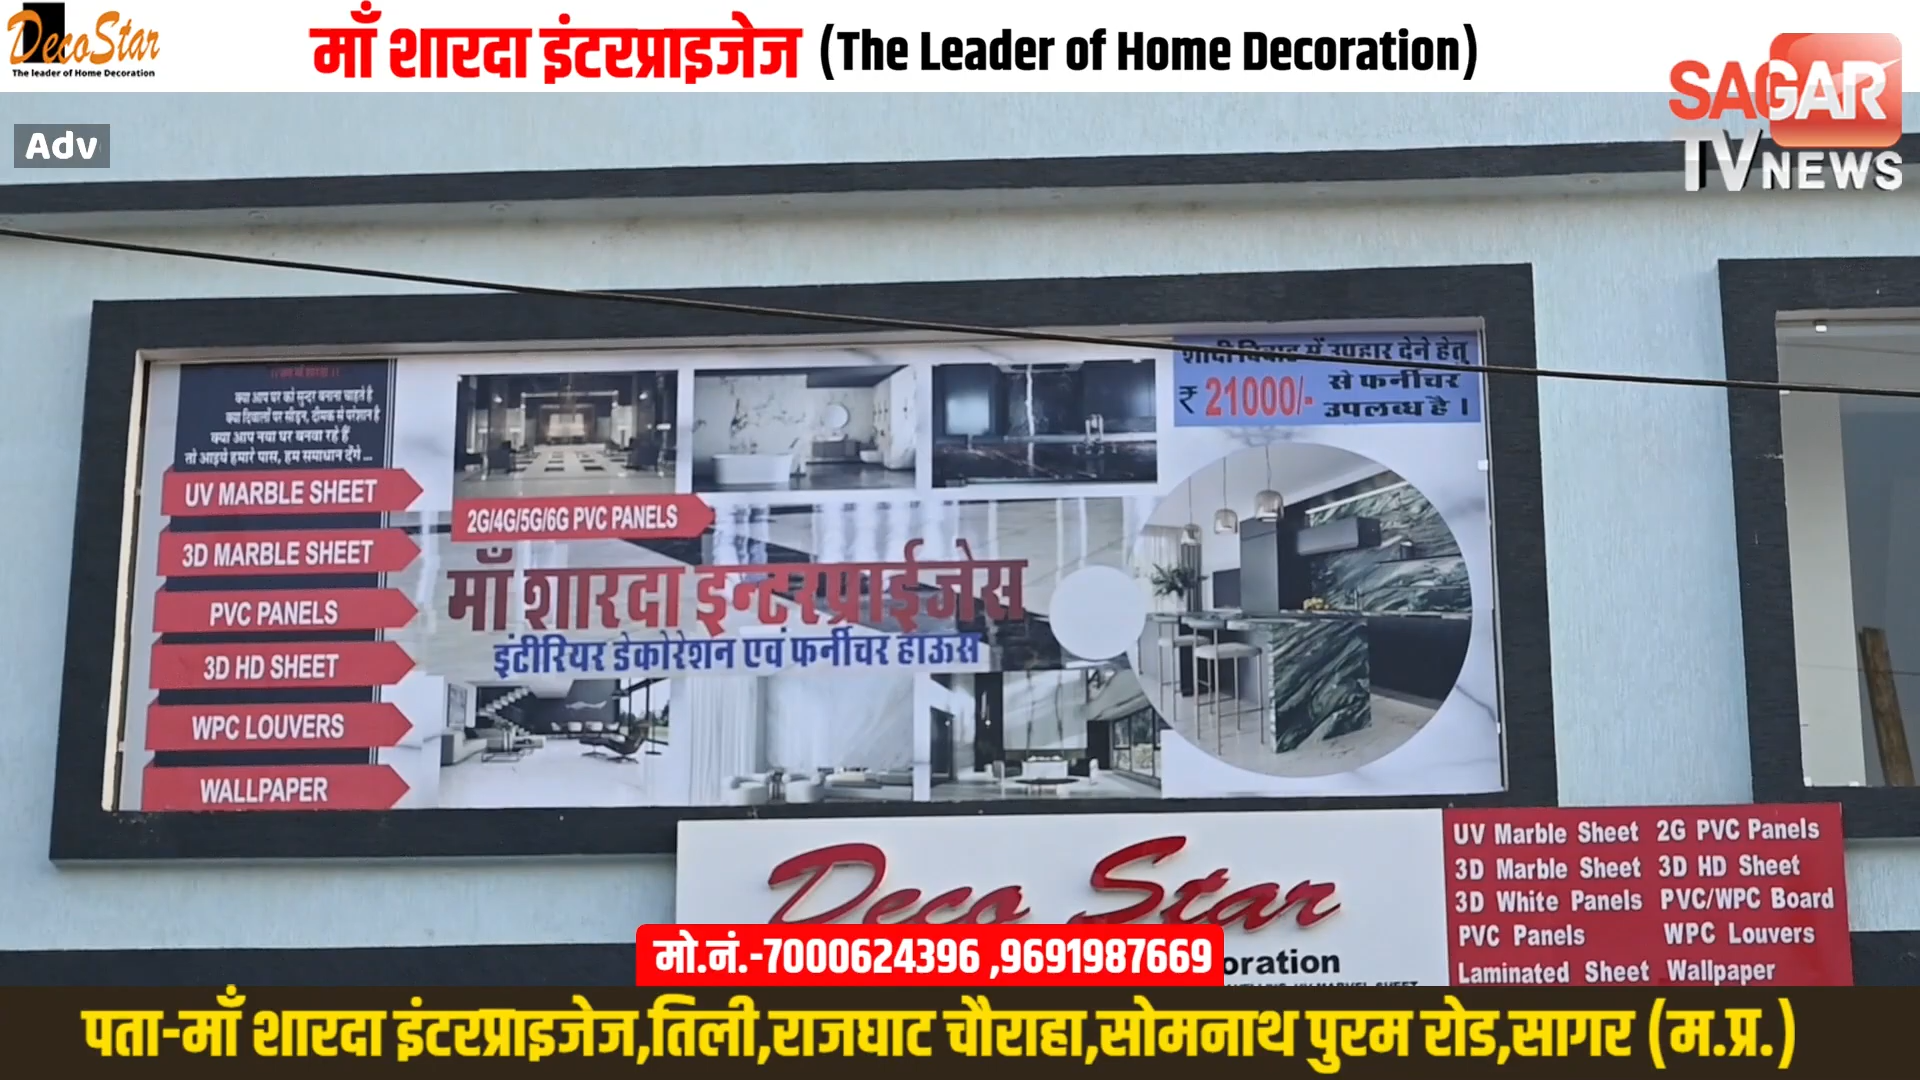 DecoStar
The leader of Home Decoration
माँ शारदा इंटरप्राइजेज (The Leader of Home Decoration)
SAGAR
TV NEWS
Adv
क्या आप घर को सुन्दर बनाना चाहते है
क्या दिवालों पर सीड़न, दीमक से परेशान है
क्या आप नया घर बनवा रहे हैं
तो आइये हमारे पास, हम समाधान देंगे ...
UV MARBLE SHEET
3D MARBLE SHEET
PVC PANELS
3D HD SHEET
WPC LOUVERS
WALLPAPER
2G/4G/5G/6G PVC PANELS
माँ शारदा इन्टरप्राईजेस
इंटीरियर डेकोरेशन एवं फर्नीचर हाऊस
शादी विवाह में उपहार देने हेतु
₹ 21000/- से फर्नीचर
उपलब्ध है ।
Deco Star
oration
UV Marble Sheet 2G PVC Panels
3D Marble Sheet 3D HD Sheet
3D White Panels PVC/WPC Board
PVC Panels WPC Louvers
Laminated Sheet Wallpaper
मो.नं.-7000624396 ,9691987669
पता-माँ शारदा इंटरप्राइजेज,तिली,राजघाट चौराहा,सोमनाथ पुरम रोड,सागर (म.प्र.)